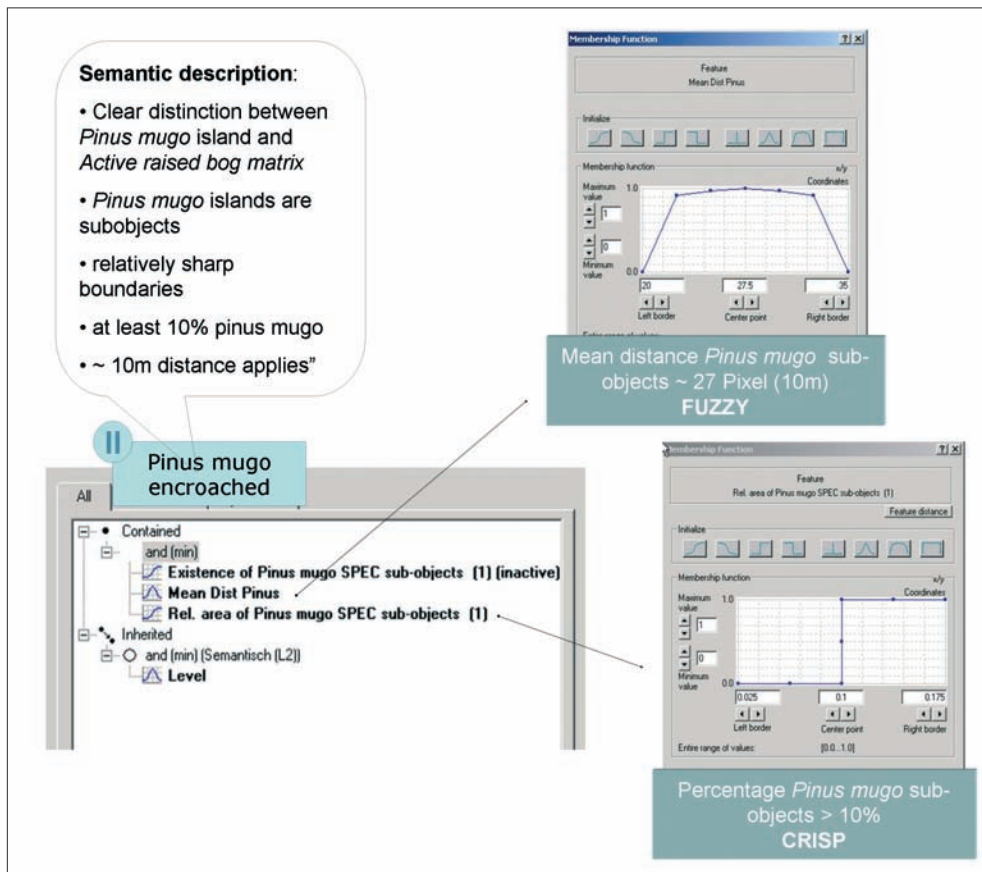 Semantic description:
• Clear distinction between
Pinus mugo island and
Active raised bog matrix
• Pinus mugo islands are
subobjects
• relatively sharp
boundaries
• at least 10% pinus mugo
• ~ 10m distance applies”
II
Pinus mugo
encroached
All
Contained
and (min)
Existence of Pinus mugo SPEC sub-objects (1) (inactive)
Mean Dist Pinus
Rel. area of Pinus mugo SPEC sub-objects (1)
Inherited
and (min) (Semantisch (L2))
Level
Membership Function
Feature
Mean Dist Pinus
Initialize
Membership function
x/y
Coordinates
Maximum
value
1
0
Minimum
value
1.0
0.0
20
27.5
35
Left border
Center point
Right border
Mean distance Pinus mugo sub-
objects ~ 27 Pixel (10m)
FUZZY
Membership Function
Feature
Rel. area of Pinus mugo SPEC sub-objects (1)
Feature distance
Initialize
Membership function
x/y
Coordinates
Maximum
value
1
0
Minimum
value
1.0
0.0
0.025
0.1
0.175
Left border
Center point
Right border
Entire range of values:
[0.0...1.0]
Percentage Pinus mugo sub-
objects > 10%
CRISP